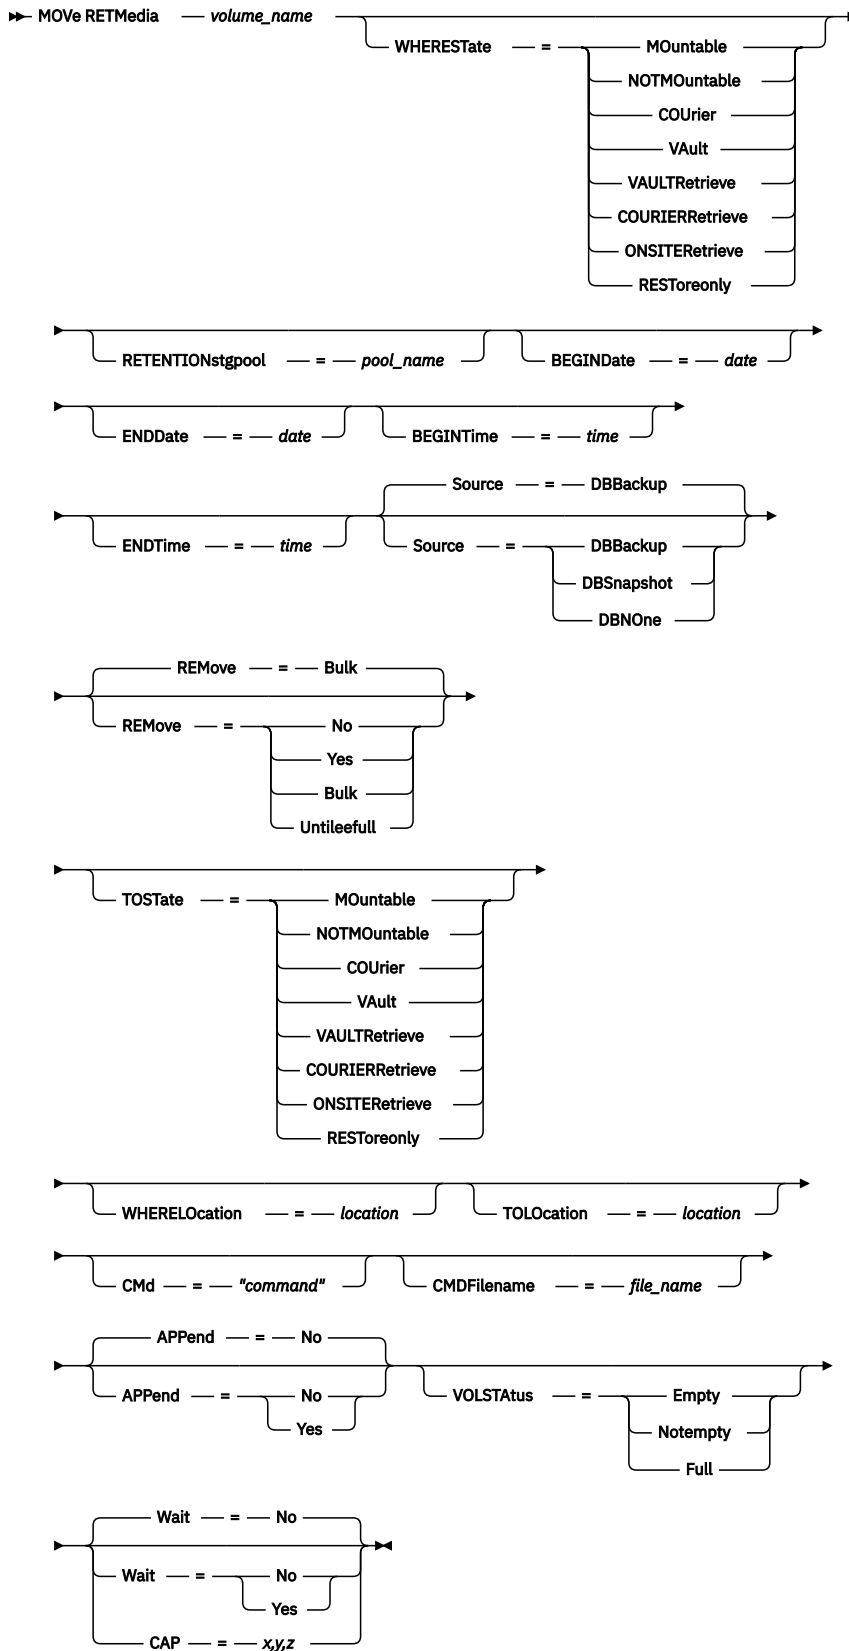 MOVe RETMedia volume_name
WHERESTate = MOuntable
NOTMOuntable
COUrier
VAult
VAULTRetrieve
COURIERRetrieve
ONSITERetrieve
RESToreonly
RETENTIONstgpool = pool_name BEGINDate = date
ENDDate = date BEGINTime = time
Source = DBBackup
ENDTime = time Source = DBBackup
DBSnapshot
DBNOne
REMove = Bulk
REMove = No
Yes
Bulk
Untileefull
TOSTate = MOuntable
NOTMOuntable
COUrier
VAult
VAULTRetrieve
COURIERRetrieve
ONSITERetrieve
RESToreonly
WHERELOcation = location TOLOcation = location
CMd = "command" CMDFilename = file_name
APPend = No
APPend = No VOLSTAtus = Empty
Yes Notempty
Full
Wait = No
Wait = No
Yes
CAP = x,y,z